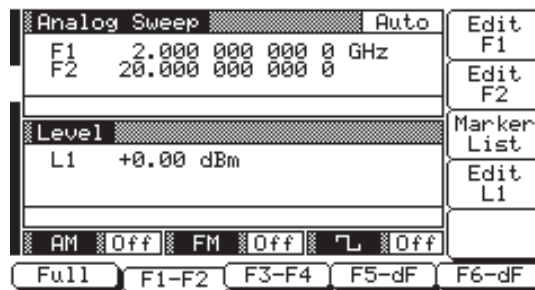 Analog Sweep Auto
F1 2.000 000 000 0 GHz
F2 20.000 000 000 0
Level
L1 +0.00 dBm
AM Off FM Off Off
Edit
F1
Edit
F2
Marker
List
Edit
L1
Full F1-F2 F3-F4 F5-dF F6-dF